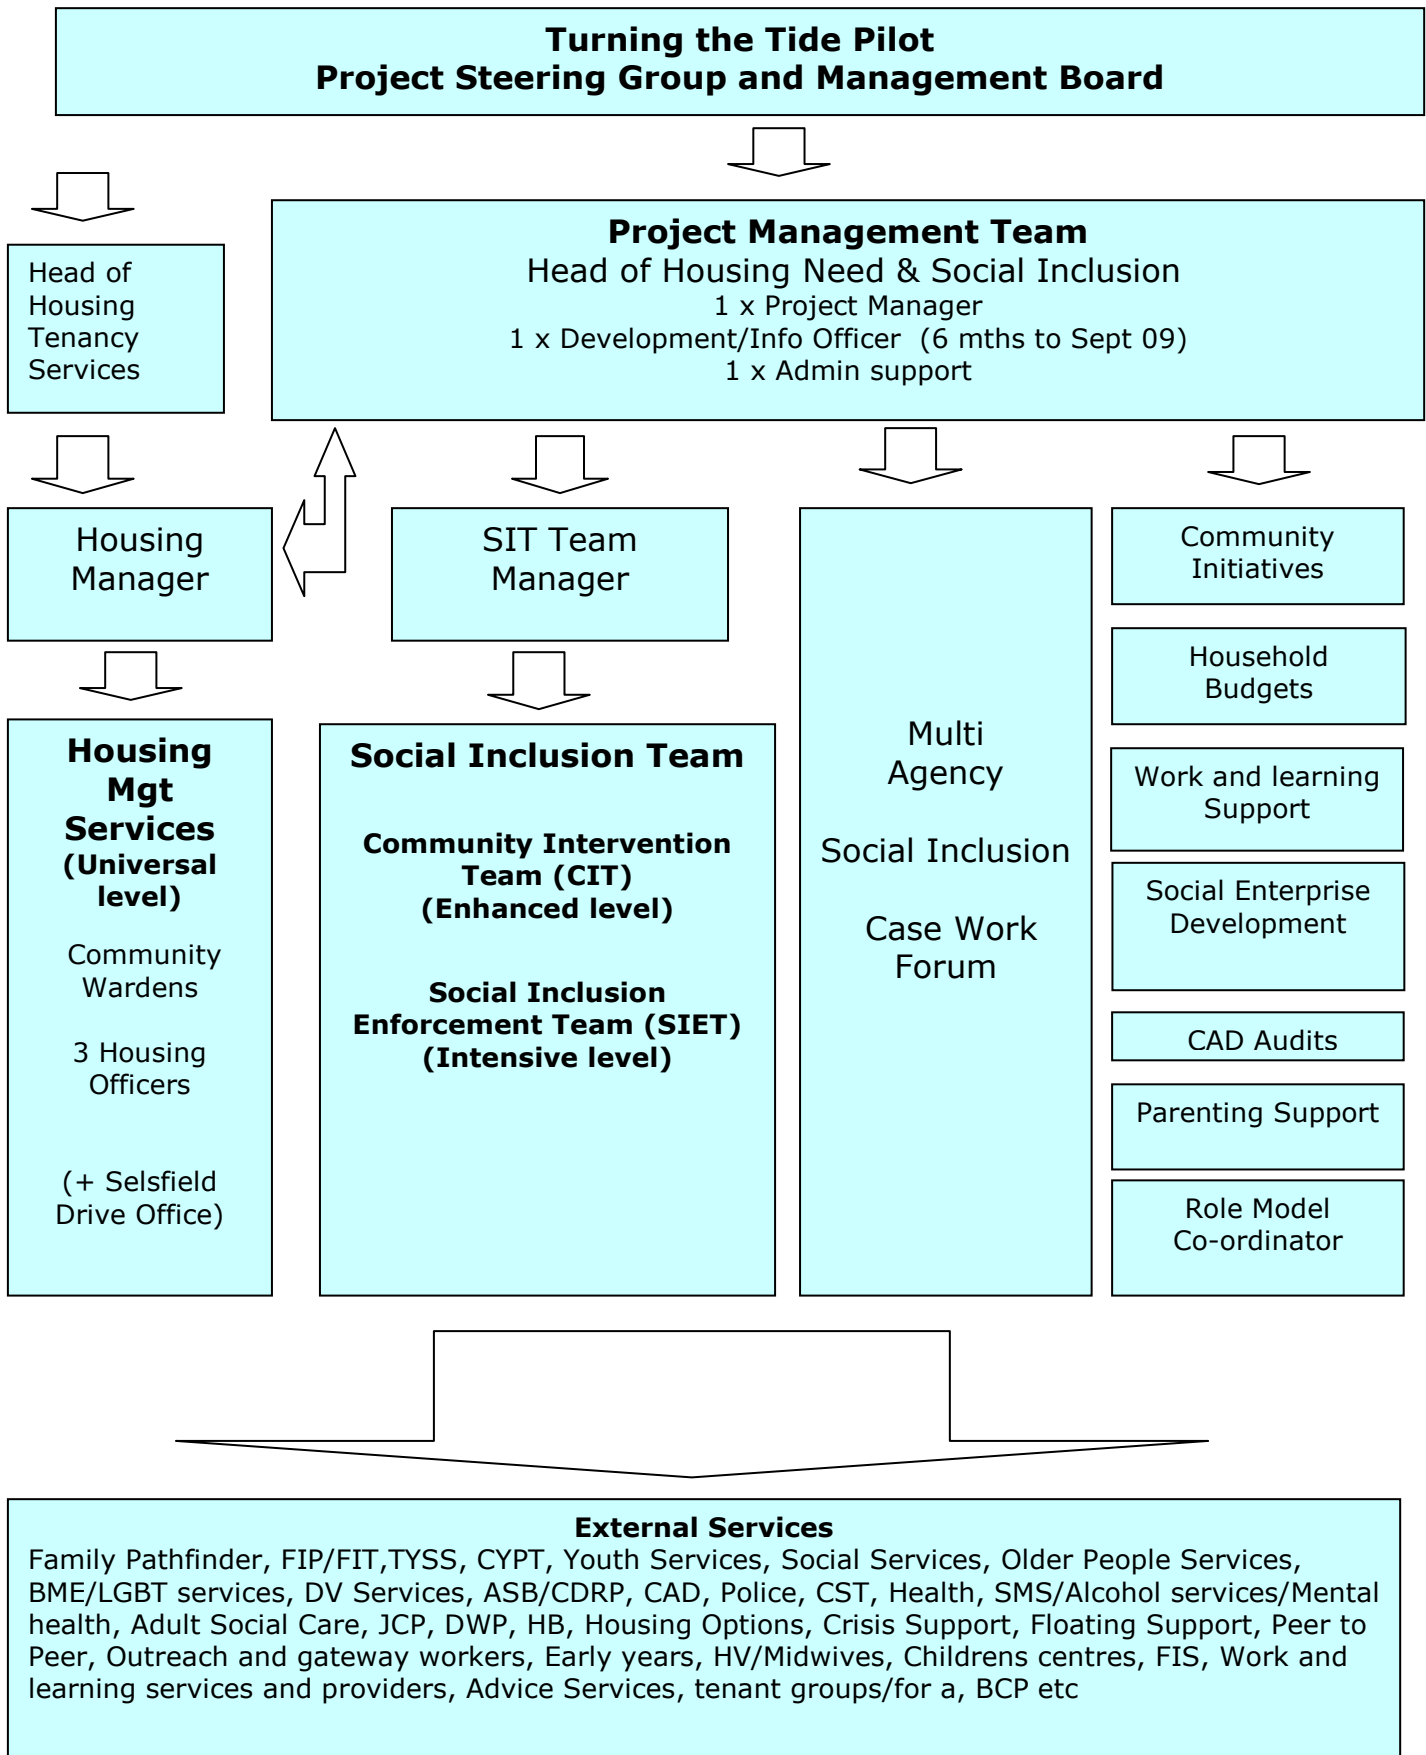 Turning the Tide Pilot
Project Steering Group and Management Board
Head of
Housing
Tenancy
Services
Project Management Team
Head of Housing Need & Social Inclusion
1 x Project Manager
1 x Development/Info Officer  (6 mths to Sept 09)
1 x Admin support
Housing
Manager
SIT Team
Manager
Housing
Mgt
Services
(Universal
level)
Community
Wardens
3 Housing
Officers
(+ Selsfield
Drive Office)
Social Inclusion Team
Community Intervention
Team (CIT)
(Enhanced level)
Social Inclusion
Enforcement Team (SIET)
(Intensive level)
Multi
Agency
Social Inclusion
Case Work
Forum
Community
Initiatives
Household
Budgets
Work and learning
Support
Social Enterprise
Development
CAD Audits
Parenting Support
Role Model
Co-ordinator
External Services
Family Pathfinder, FIP/FIT,TYSS, CYPT, Youth Services, Social Services, Older People Services,
BME/LGBT services, DV Services, ASB/CDRP, CAD, Police, CST, Health, SMS/Alcohol services/Mental
health, Adult Social Care, JCP, DWP, HB, Housing Options, Crisis Support, Floating Support, Peer to
Peer, Outreach and gateway workers, Early years, HV/Midwives, Childrens centres, FIS, Work and
learning services and providers, Advice Services, tenant groups/for a, BCP etc